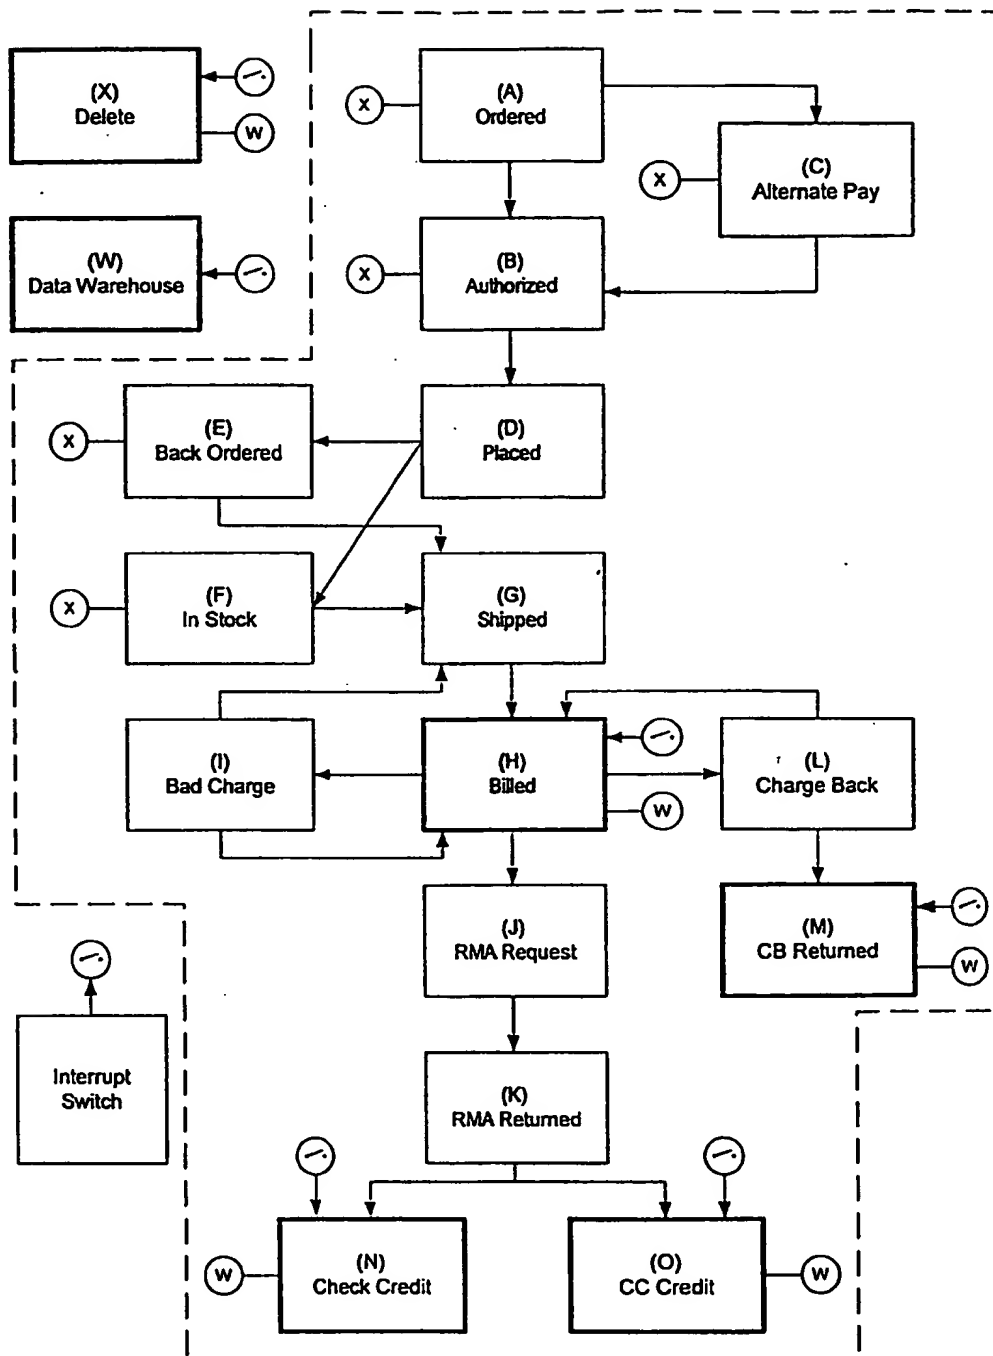 (X)
Delete
W
(W)
Data Warehouse
X
(A)
Ordered
X
(C)
Alternate Pay
X
(B)
Authorized
X
(E)
Back Ordered
(D)
Placed
X
(F)
In Stock
(G)
Shipped
(I)
Bad Charge
(H)
Billed
W
(L)
Charge Back
(J)
RMA Request
(M)
CB Returned
W
Interrupt
Switch
(K)
RMA Returned
W
(N)
Check Credit
(O)
CC Credit
W